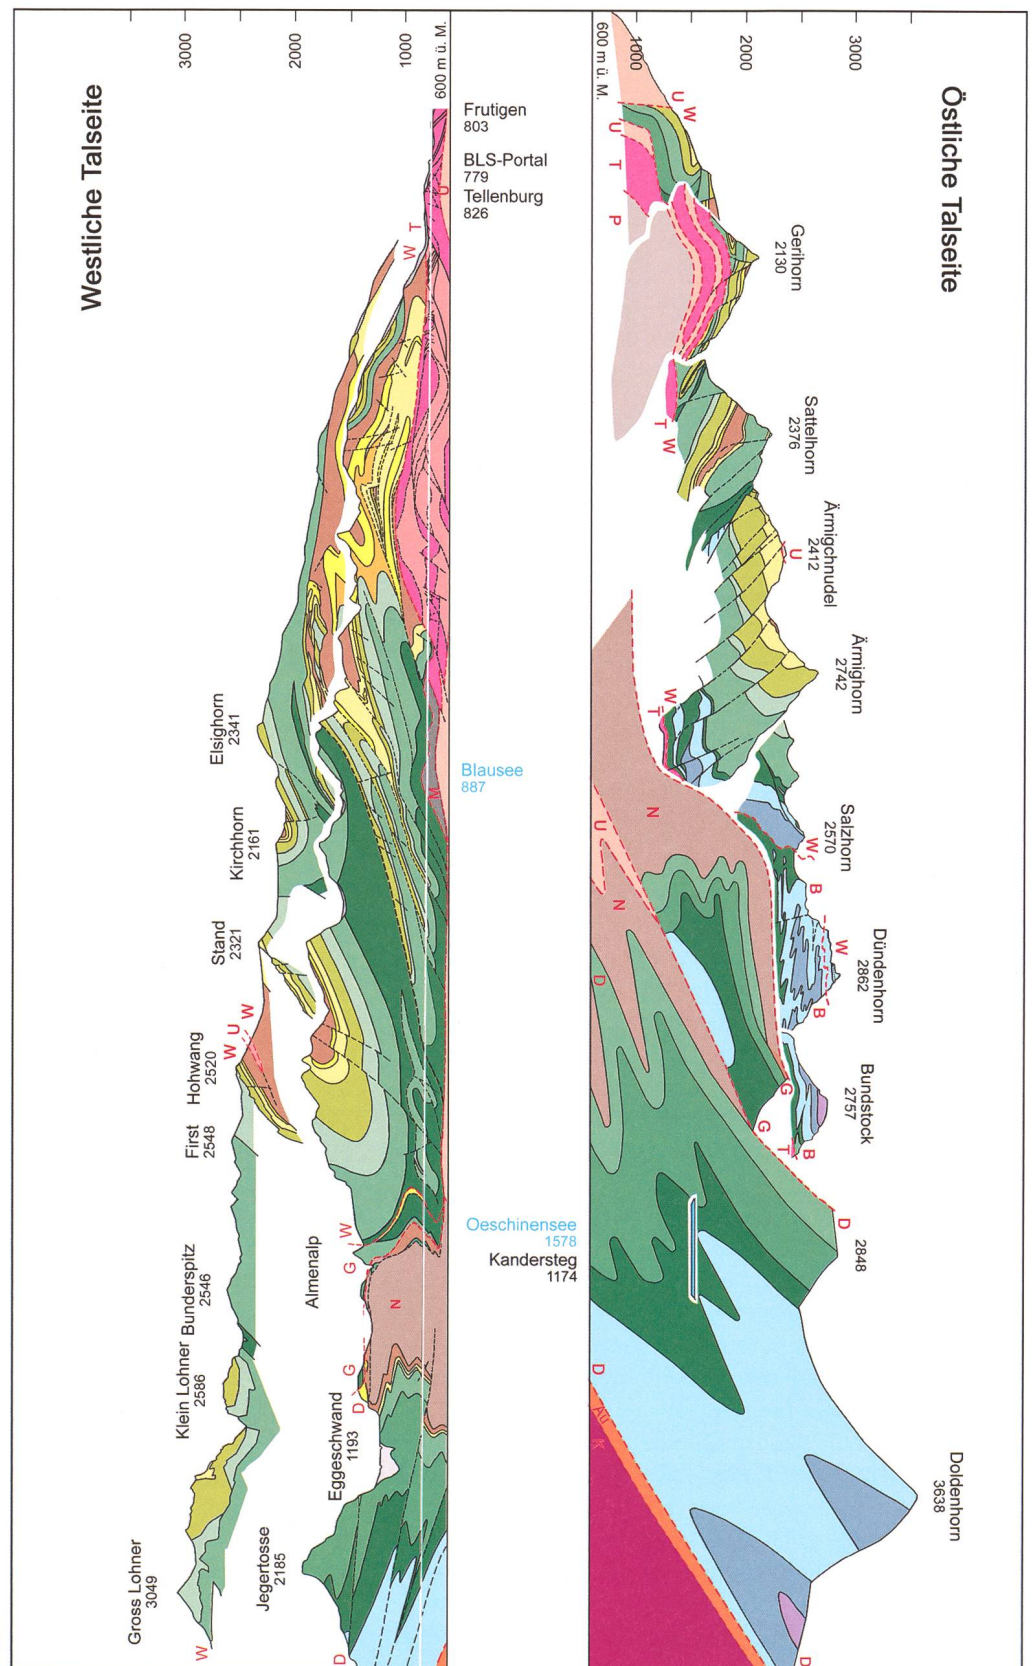 Westliche Talseite
3000
2000
1000
600 m ü. M.
Frutigen
803
BLS-Portal
779
Tellenburg
826
U
T
W
Elsighorn
2341
Kirchhorn
2161
Stand
2321
W
U
W
Hohwang
2520
First
2548
Bunderspitz
2546
Klein Lohner
2586
Gross Lohner
3049
W
Almenalp
W
G
N
G
D
Eggeschwand
1193
Jegertosse
2185
D
W
Blausee
887
Oeschinensee
1578
Kandersteg
1174
Östliche Talseite
600 m ü. M.
1000
2000
3000
U
W
U
T
P
Gerihorn
2130
Sattelhorn
2376
T
W
Ärmigchnudel
2412
U
Ärmighorn
2742
W
T
Salzhorn
2570
W
B
N
U
N
D
Dündenhorn
2862
W
B
Bundstock
2757
G
G
T
B
D
2848
D
Au
K
Doldenhorn
3638
D